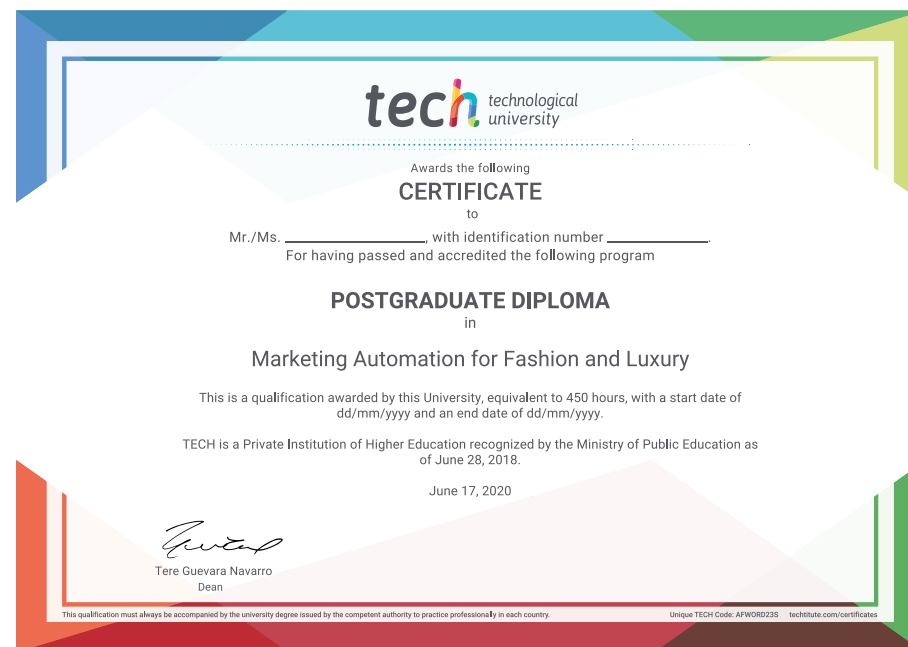 tech technological
university
Awards the following
CERTIFICATE
to
Mr./Ms. ____________________, with identification number ______________.
For having passed and accredited the following program
POSTGRADUATE DIPLOMA
in
Marketing Automation for Fashion and Luxury
This is a qualification awarded by this University, equivalent to 450 hours, with a start date of
dd/mm/yyyy and an end date of dd/mm/yyyy.
TECH is a Private Institution of Higher Education recognized by the Ministry of Public Education as
of June 28, 2018.
June 17, 2020
Tere Guevara Navarro
Dean
This qualification must always be accompanied by the university degree issued by the competent authority to practice professionally in each country.
Unique TECH Code: AFWORD23S techtitute.com/certificates